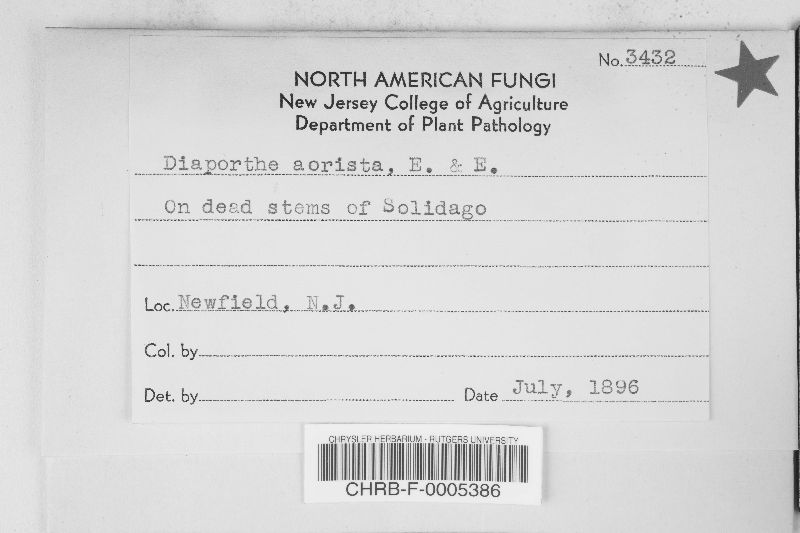 No. 3432
NORTH AMERICAN FUNGI
New Jersey College of Agriculture
Department of Plant Pathology
Diaporthe aorista, E. & E.
On dead stems of Solidago
Loc. Newfield, N.J.
Col. by
Det. by Date July, 1896
CHRYSLER HERBARIUM - RUTGERS UNIVERSITY
CHRB-F-0005386